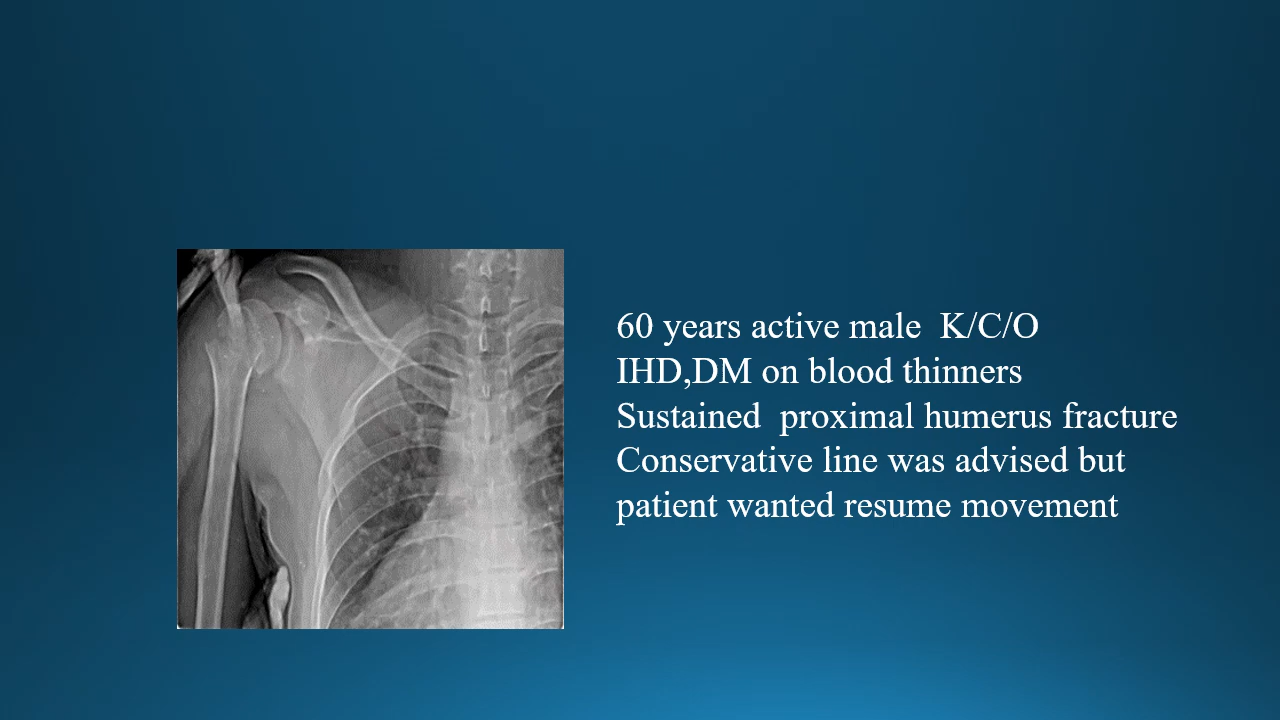 60 years active male  K/C/O
IHD,DM on blood thinners
Sustained  proximal humerus fracture
Conservative line was advised but
patient wanted resume movement